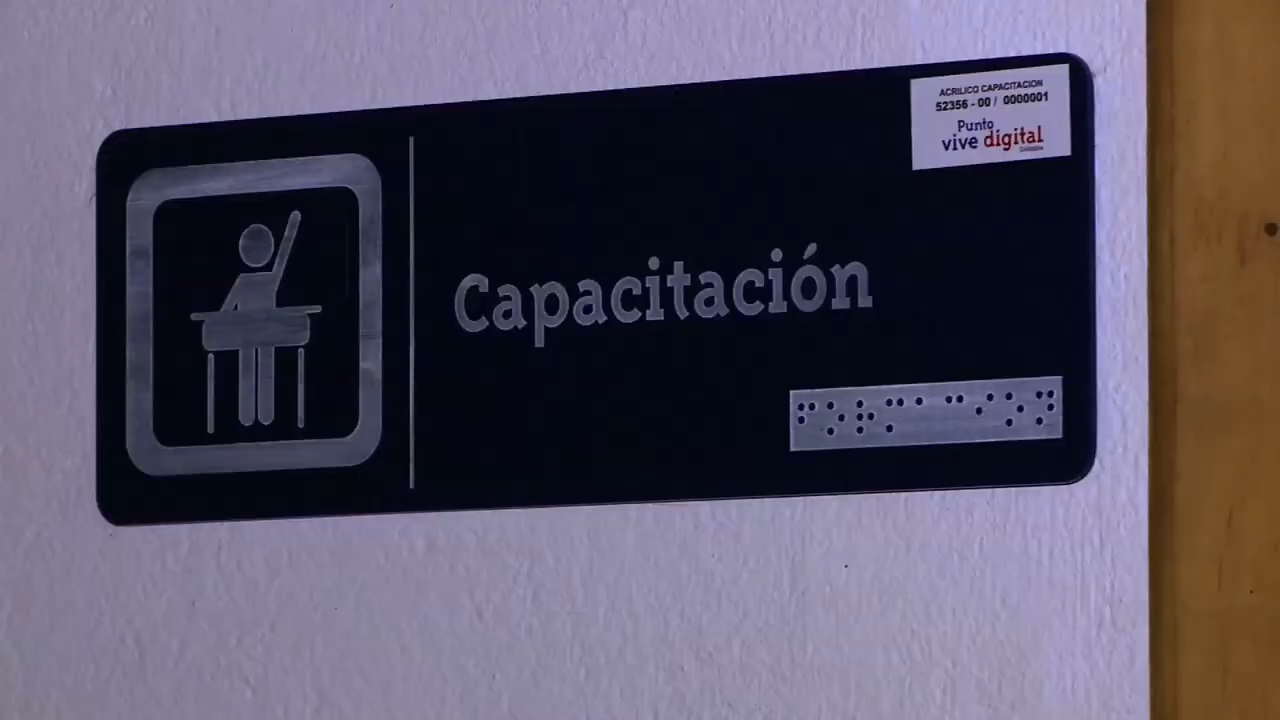 ACRILICO CAPACITACION
52356 - 00 / 0000001
Punto
vive digital
Capacitación